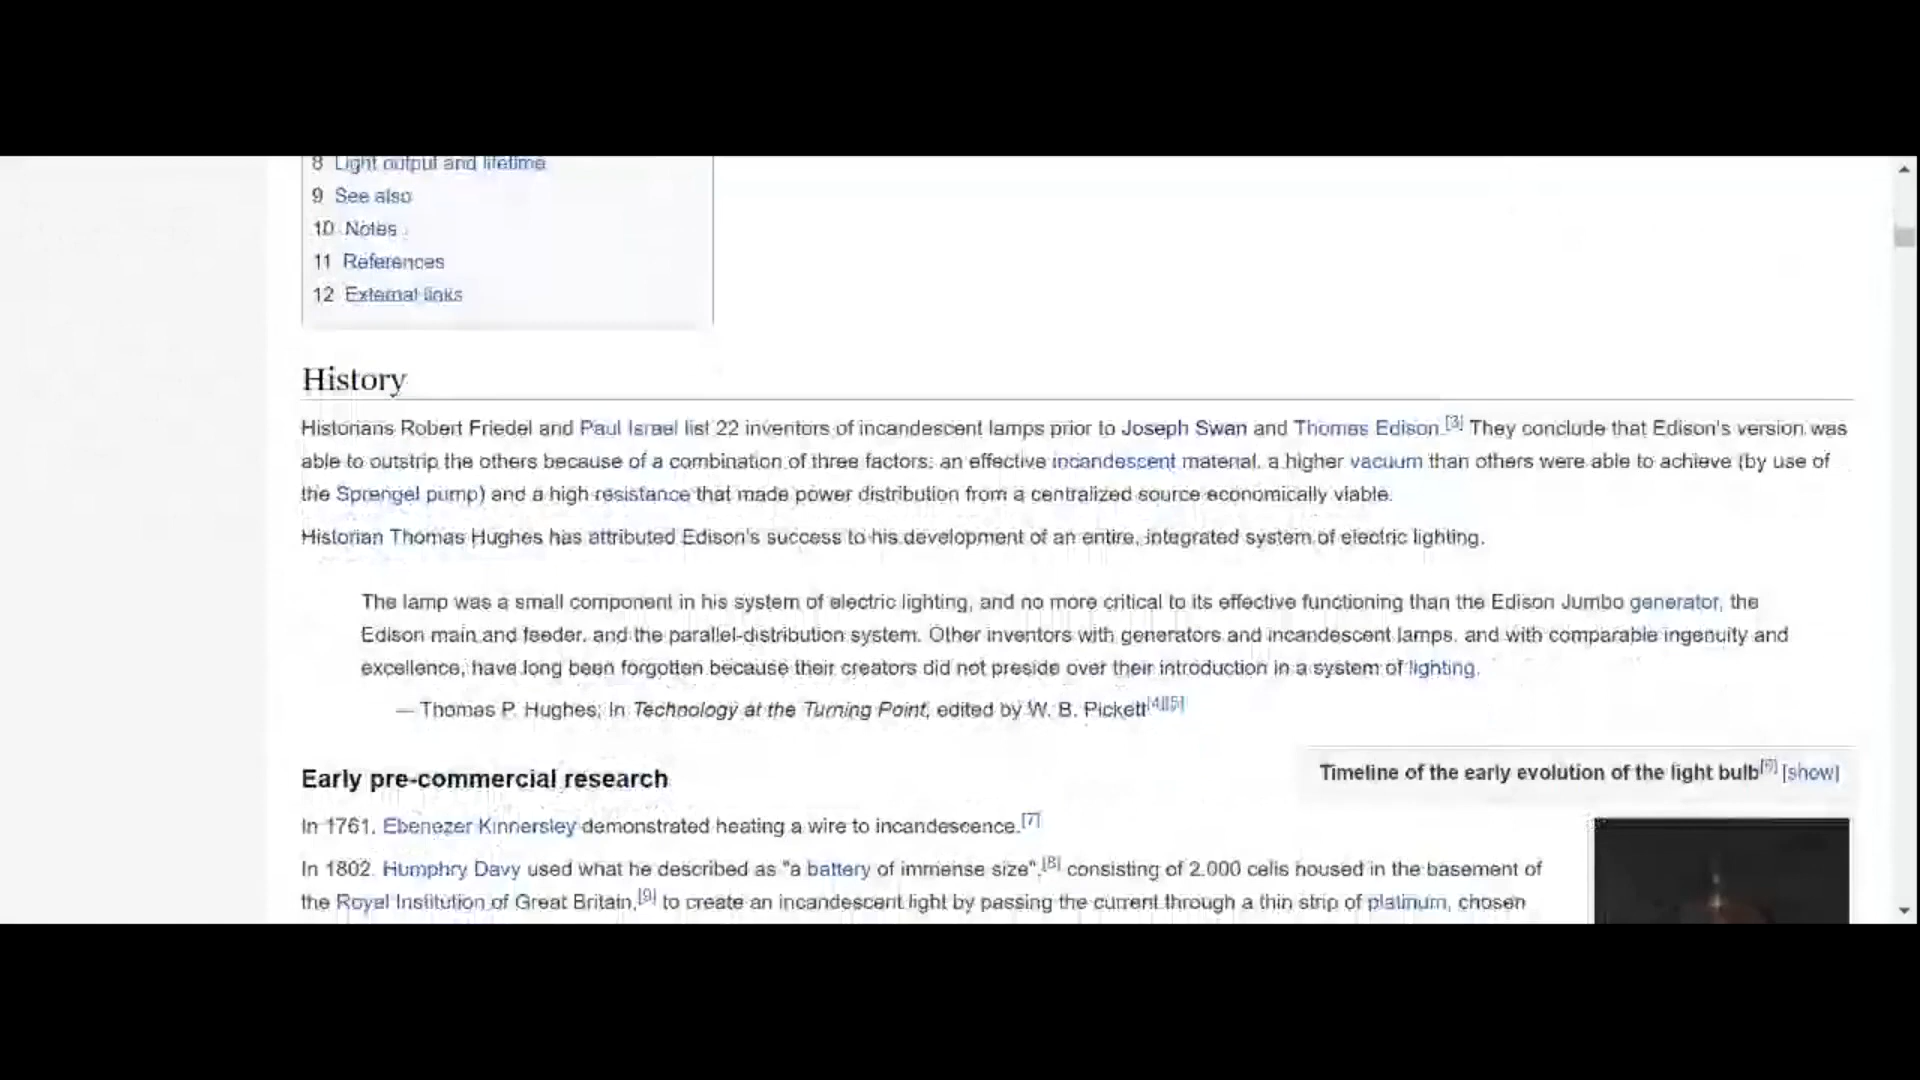 8 Light output and lifetime
9 See also
10 Notes
11 References
12 External links
History
Historians Robert Friedel and Paul Israel list 22 inventors of incandescent lamps prior to Joseph Swan and Thomas Edison.[3] They conclude that Edison's version was
able to outstrip the others because of a combination of three factors: an effective incandescent material, a higher vacuum than others were able to achieve (by use of
the Sprengel pump) and a high resistance that made power distribution from a centralized source economically viable.
Historian Thomas Hughes has attributed Edison's success to his development of an entire, integrated system of electric lighting.
The lamp was a small component in his system of electric lighting, and no more critical to its effective functioning than the Edison Jumbo generator, the
Edison main and feeder, and the parallel-distribution system. Other inventors with generators and incandescent lamps, and with comparable ingenuity and
excellence, have long been forgotten because their creators did not preside over their introduction in a system of lighting.
— Thomas P. Hughes, In Technology at the Turning Point, edited by W. B. Pickett[4][5]
Early pre-commercial research
Timeline of the early evolution of the light bulb[6] [show]
In 1761, Ebenezer Kinnersley demonstrated heating a wire to incandescence.[7]
In 1802, Humphry Davy used what he described as "a battery of immense size",[8] consisting of 2,000 cells housed in the basement of
the Royal Institution of Great Britain,[9] to create an incandescent light by passing the current through a thin strip of platinum, chosen